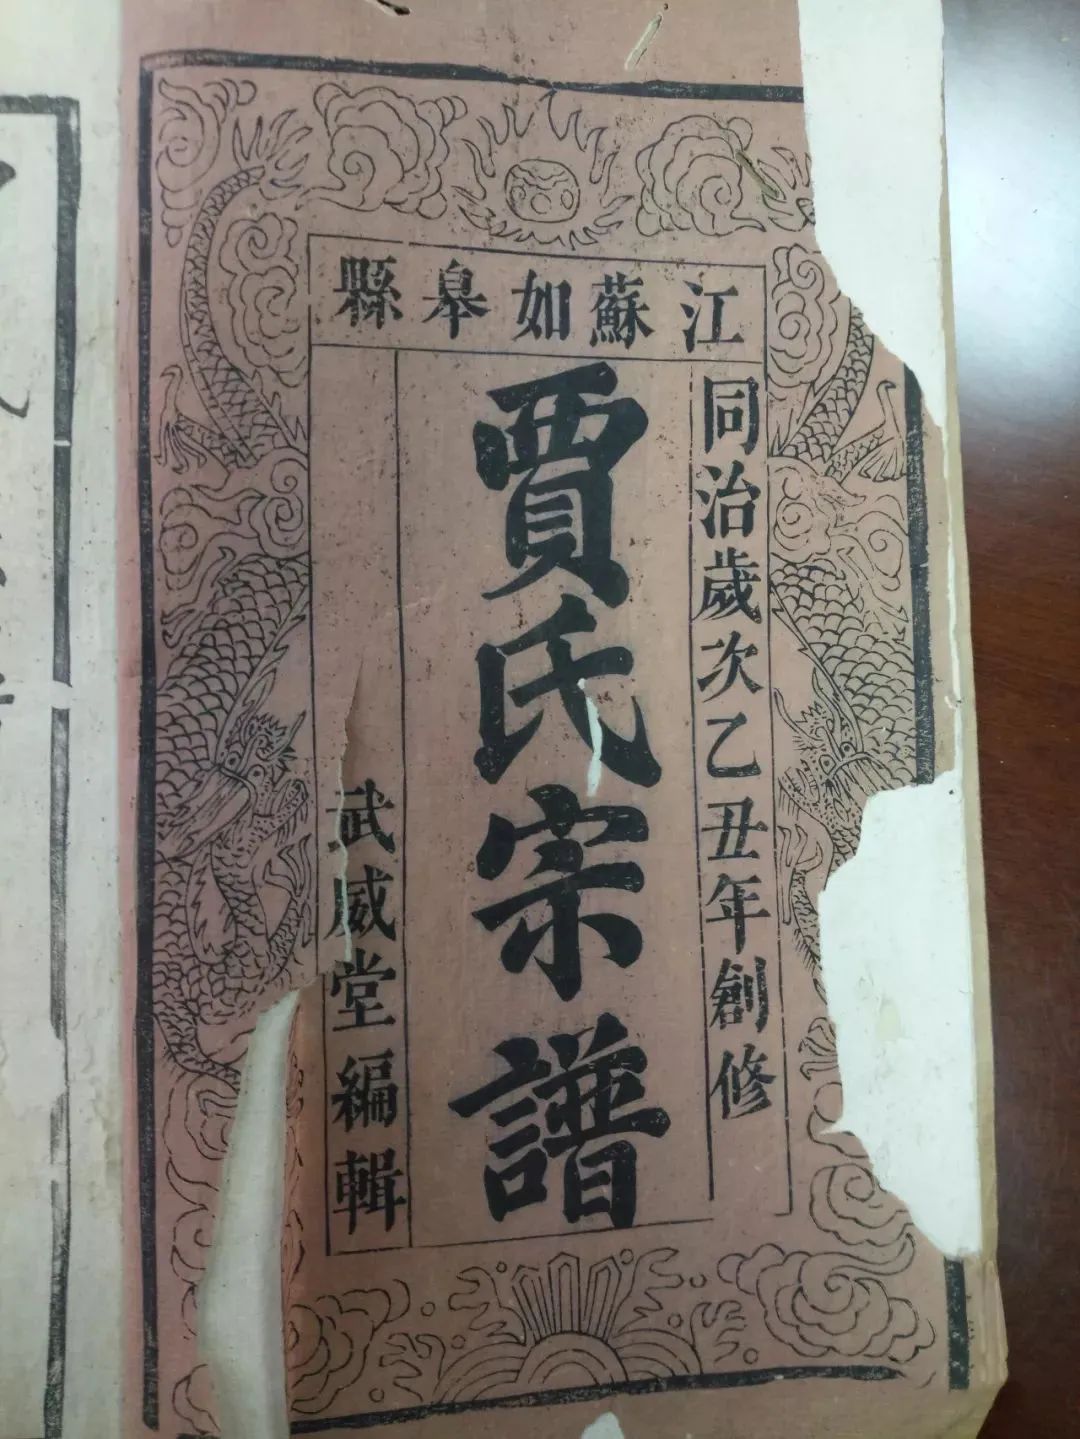 江蘇如皋縣
同治歲次乙丑年創修
賈氏宗譜
武威堂編輯